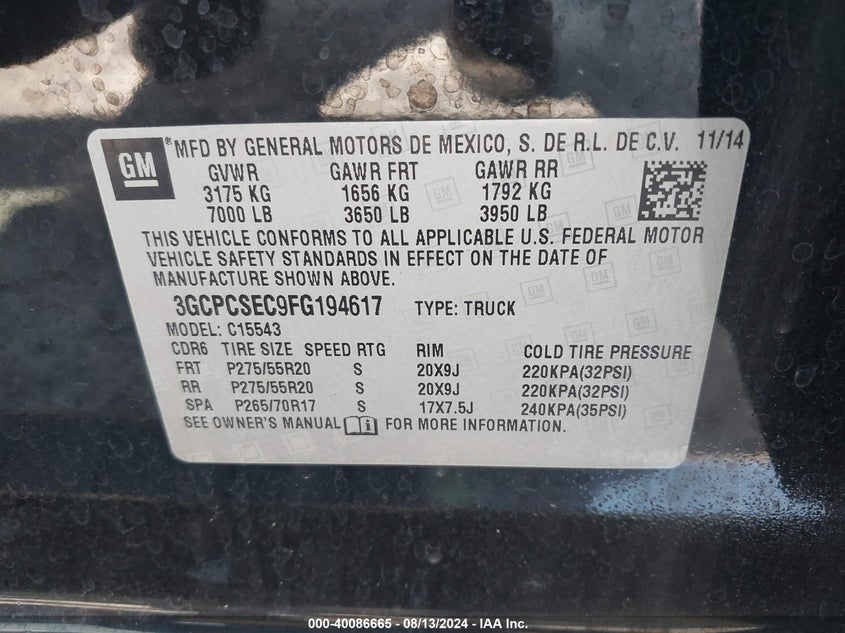 GM ® MFD BY GENERAL MOTORS DE MEXICO, S. DE R.L. DE C.V. 11/14
GVWR GAWR FRT GAWR RR
3175 KG 1656 KG 1792 KG
7000 LB 3650 LB 3950 LB
THIS VEHICLE CONFORMS TO ALL APPLICABLE U.S. FEDERAL MOTOR
VEHICLE SAFETY STANDARDS IN EFFECT ON THE DATE OF
MANUFACTURE SHOWN ABOVE.
3GCPCSEC9FG194617 TYPE: TRUCK
MODEL: C15543
CDR6 TIRE SIZE SPEED RTG RIM COLD TIRE PRESSURE
FRT P275/55R20 S 20X9J 220KPA(32PSI)
RR P275/55R20 S 20X9J 220KPA(32PSI)
SPA P265/70R17 S 17X7.5J 240KPA(35PSI)
SEE OWNER'S MANUAL FOR MORE INFORMATION.
000-40086665 - 08/13/2024 - IAA Inc.